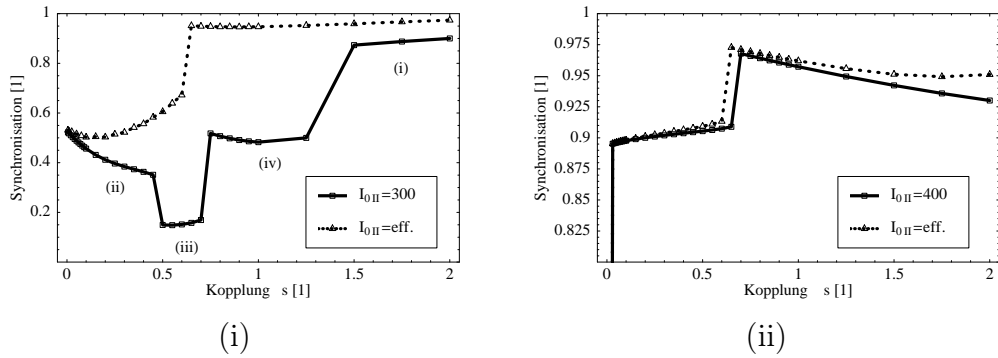 1
0.8
0.6
0.4
0.2
Synchronisation [1]
(i)
(ii)
(iii)
(iv)
I0 II=300
I0 II=eff.
0 0.5 1 1.5 2
Kopplung s [1]
(i)
0.975
0.95
0.925
0.9
0.875
0.85
0.825
Synchronisation [1]
I0 II=400
I0 II=eff.
0 0.5 1 1.5 2
Kopplung s [1]
(ii)